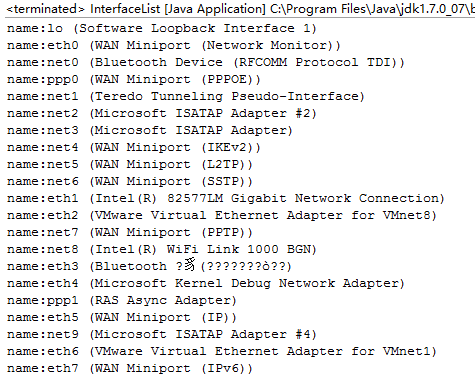 <terminated> InterfaceList [Java Application] C:\Program Files\Java\jdk1.7.0_07\b
name:lo (Software Loopback Interface 1)
name:eth0 (WAN Miniport (Network Monitor))
name:net0 (Bluetooth Device (RFCOMM Protocol TDI))
name:ppp0 (WAN Miniport (PPPOE))
name:net1 (Teredo Tunneling Pseudo-Interface)
name:net2 (Microsoft ISATAP Adapter #2)
name:net3 (Microsoft ISATAP Adapter)
name:net4 (WAN Miniport (IKEv2))
name:net5 (WAN Miniport (L2TP))
name:net6 (WAN Miniport (SSTP))
name:eth1 (Intel(R) 82577LM Gigabit Network Connection)
name:eth2 (VMware Virtual Ethernet Adapter for VMnet8)
name:net7 (WAN Miniport (PPTP))
name:net8 (Intel(R) WiFi Link 1000 BGN)
name:eth3 (Bluetooth ? (???????ò??)
name:eth4 (Microsoft Kernel Debug Network Adapter)
name:ppp1 (RAS Async Adapter)
name:eth5 (WAN Miniport (IP))
name:net9 (Microsoft ISATAP Adapter #4)
name:eth6 (VMware Virtual Ethernet Adapter for VMnet1)
name:eth7 (WAN Miniport (IPv6))